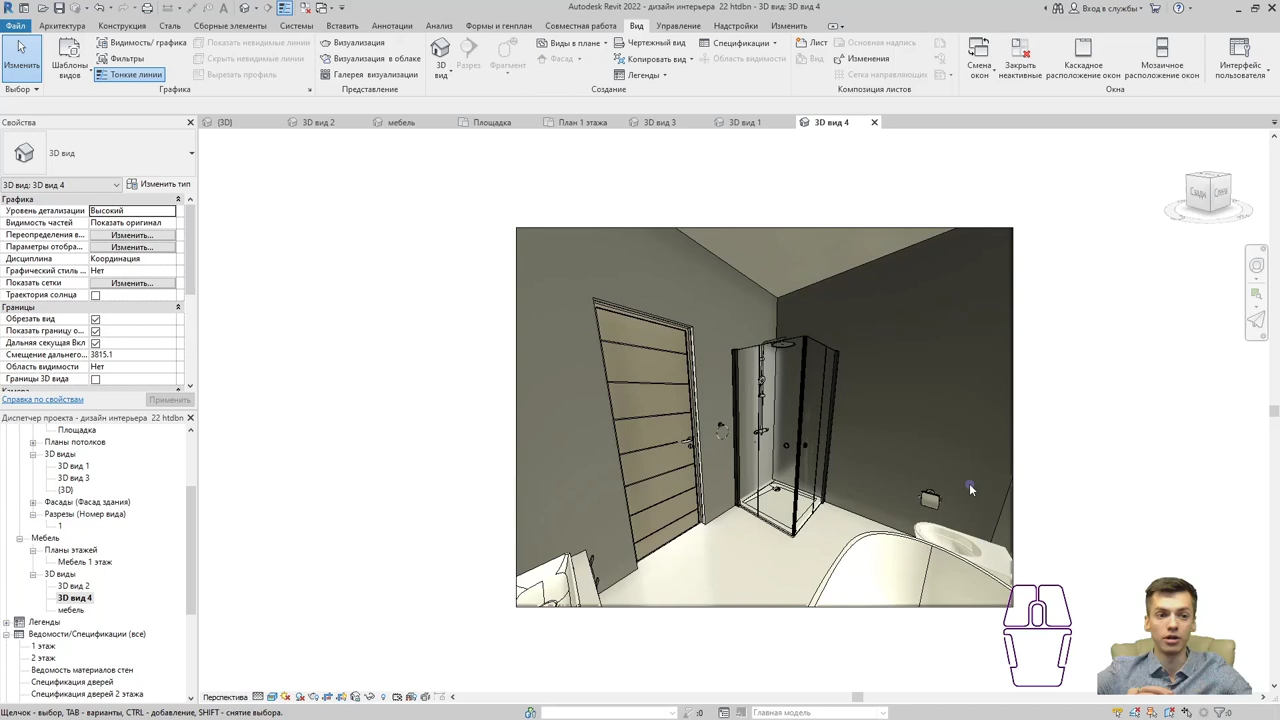 Autodesk Revit 2022 - дизайн интерьера 22 htdbn - 3D вид: 3D вид 4
Вход в службы
Файл Архитектура Конструкция Сталь Сборные элементы Системы Вставить Аннотации Анализ Формы и генплан Совместная работа Вид Управление Надстройки Изменить
Изменить
Шаблоны видов
Видимость/ графика
Фильтры
Тонкие линии
Показать невидимые линии
Скрыть невидимые линии
Вырезать профиль
Визуализация
Визуализация в облаке
Галерея визуализации
3D вид
Разрез
Фрагмент
Виды в плане
Фасад
Чертежный вид
Копировать вид
Легенды
Спецификации
Область видимости
Лист
Вид
Основная надпись
Изменения
Сетка направляющих
Смена окон
Закрыть неактивные
Каскадное расположение окон
Мозаичное расположение окон
Интерфейс пользователя
Выбор Графика Представление Создание Композиция листов Окна
Свойства
{3D} 3D вид 2 мебель Площадка План 1 этажа 3D вид 3 3D вид 1 3D вид 4
3D вид
3D вид: 3D вид 4 Изменить тип
Графика
Уровень детализации Высокий
Видимость частей Показать оригинал
Переопределения в... Изменить...
Параметры отобра... Изменить...
Дисциплина Координация
Графический стиль ... Нет
Показать сетки Изменить...
Траектория солнца
Границы
Обрезать вид
Показать границу о...
Дальняя секущая Вкл
Смещение дальнего... 3815.1
Область видимости Нет
Границы 3D вида
Справка по свойствам Применить
Диспетчер проекта - дизайн интерьера 22 htdbn
Площадка
Планы потолков
3D виды
3D вид 1
3D вид 3
{3D}
Фасады (Фасад здания)
Разрезы (Номер вида)
1
Мебель
Планы этажей
Мебель 1 этаж
3D виды
3D вид 2
3D вид 4
мебель
Легенды
Ведомости/Спецификации (все)
1 этаж
2 этаж
Ведомость материалов стен
Спецификация дверей
Спецификация дверей 2 этажа
Перспектива
Щелчок - выбор, TAB - варианты, CTRL - добавление, SHIFT - снятие выбора.
:0
Главная модель
:0